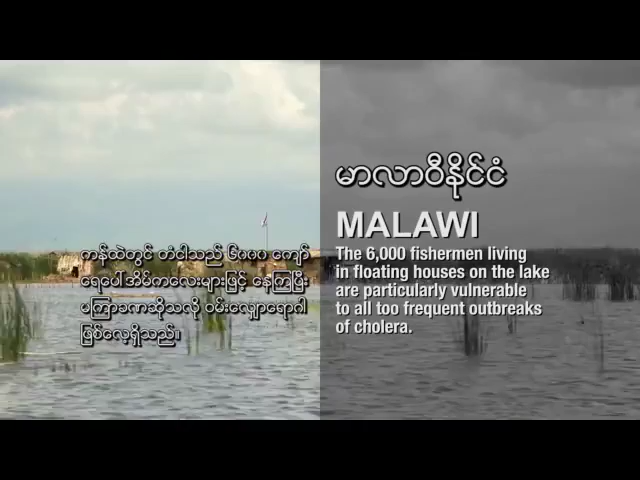 မာလာဝီနိုင်ငံ
MALAWI
The 6,000 fishermen living
in floating houses on the lake
are particularly vulnerable
to all too frequent outbreaks
of cholera.
ကန်ထဲတွင် တံငါသည် ၆၀၀၀ ကျော်
ရေပေါ်အိမ်ကလေးများဖြင့် နေကြပြီး
မကြာခဏဆိုသလို ဝမ်းလျှောရောဂါ
ဖြစ်လေ့ရှိသည်။